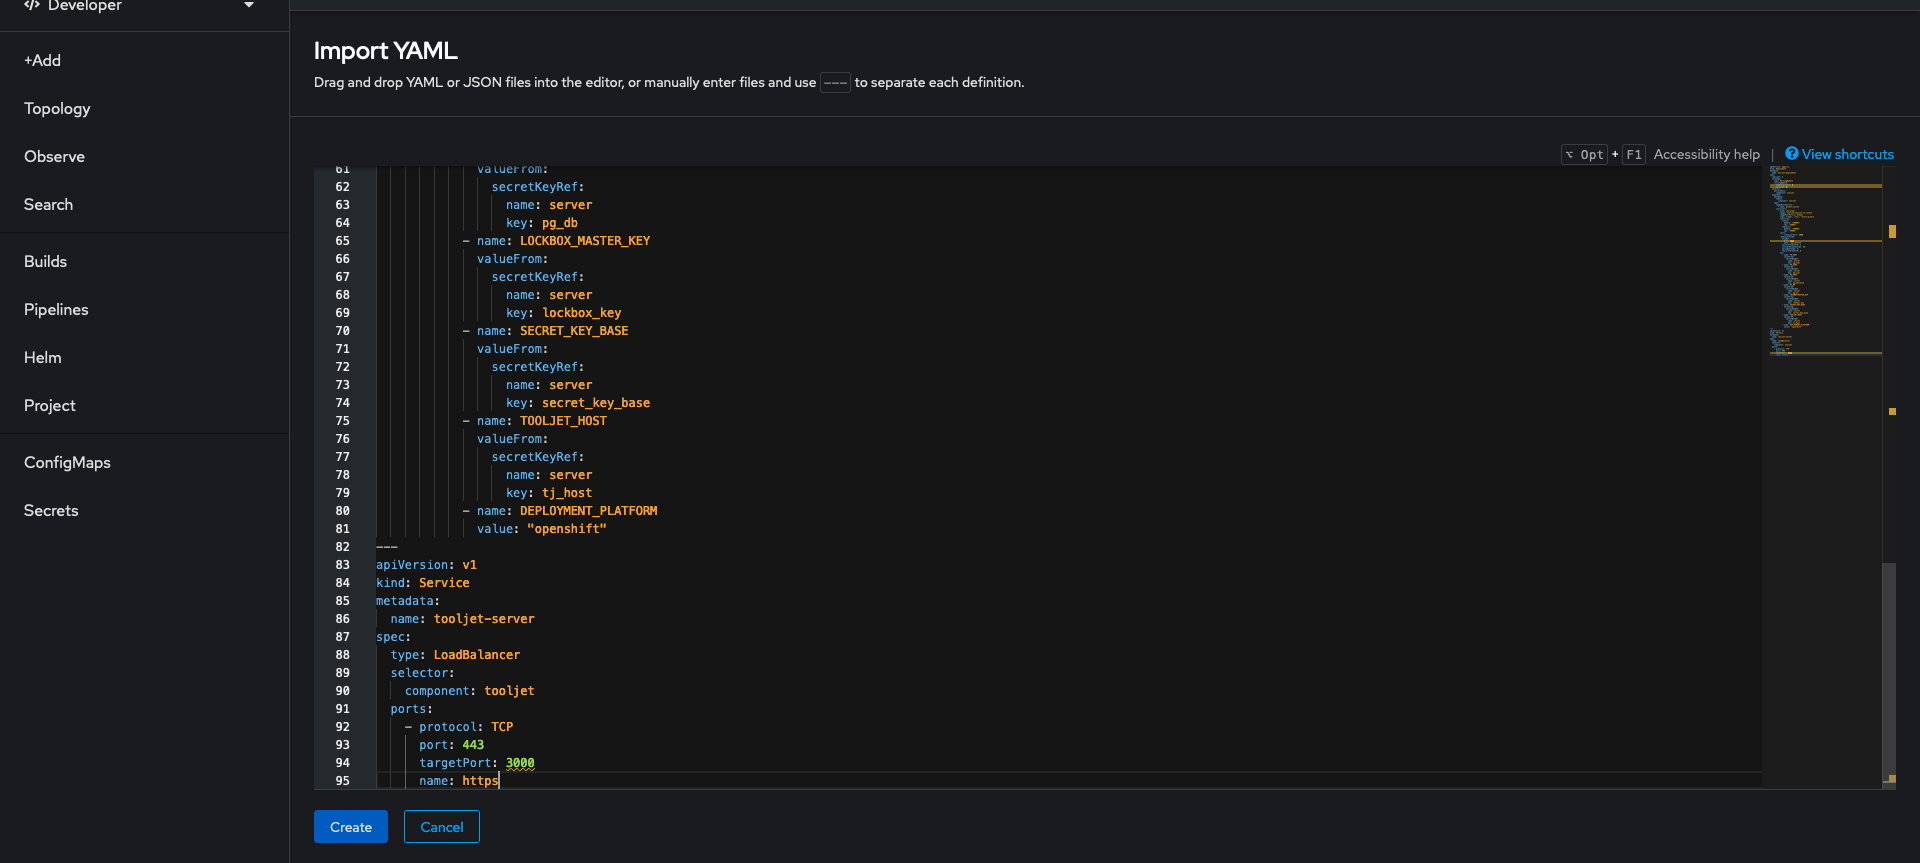 </> Developer
+Add
Topology
Observe
Search
Builds
Pipelines
Helm
Project
ConfigMaps
Secrets
Import YAML
Drag and drop YAML or JSON files into the editor, or manually enter files and use --- to separate each definition.
⌥ Opt + F1 Accessibility help | View shortcuts
61 valueFrom:
62 secretKeyRef:
63 name: server
64 key: pg_db
65 - name: LOCKBOX_MASTER_KEY
66 valueFrom:
67 secretKeyRef:
68 name: server
69 key: lockbox_key
70 - name: SECRET_KEY_BASE
71 valueFrom:
72 secretKeyRef:
73 name: server
74 key: secret_key_base
75 - name: TOOLJET_HOST
76 valueFrom:
77 secretKeyRef:
78 name: server
79 key: tj_host
80 - name: DEPLOYMENT_PLATFORM
81 value: "openshift"
82 ---
83 apiVersion: v1
84 kind: Service
85 metadata:
86 name: tooljet-server
87 spec:
88 type: LoadBalancer
89 selector:
90 component: tooljet
91 ports:
92 - protocol: TCP
93 port: 443
94 targetPort: 3000
95 name: https
Create
Cancel